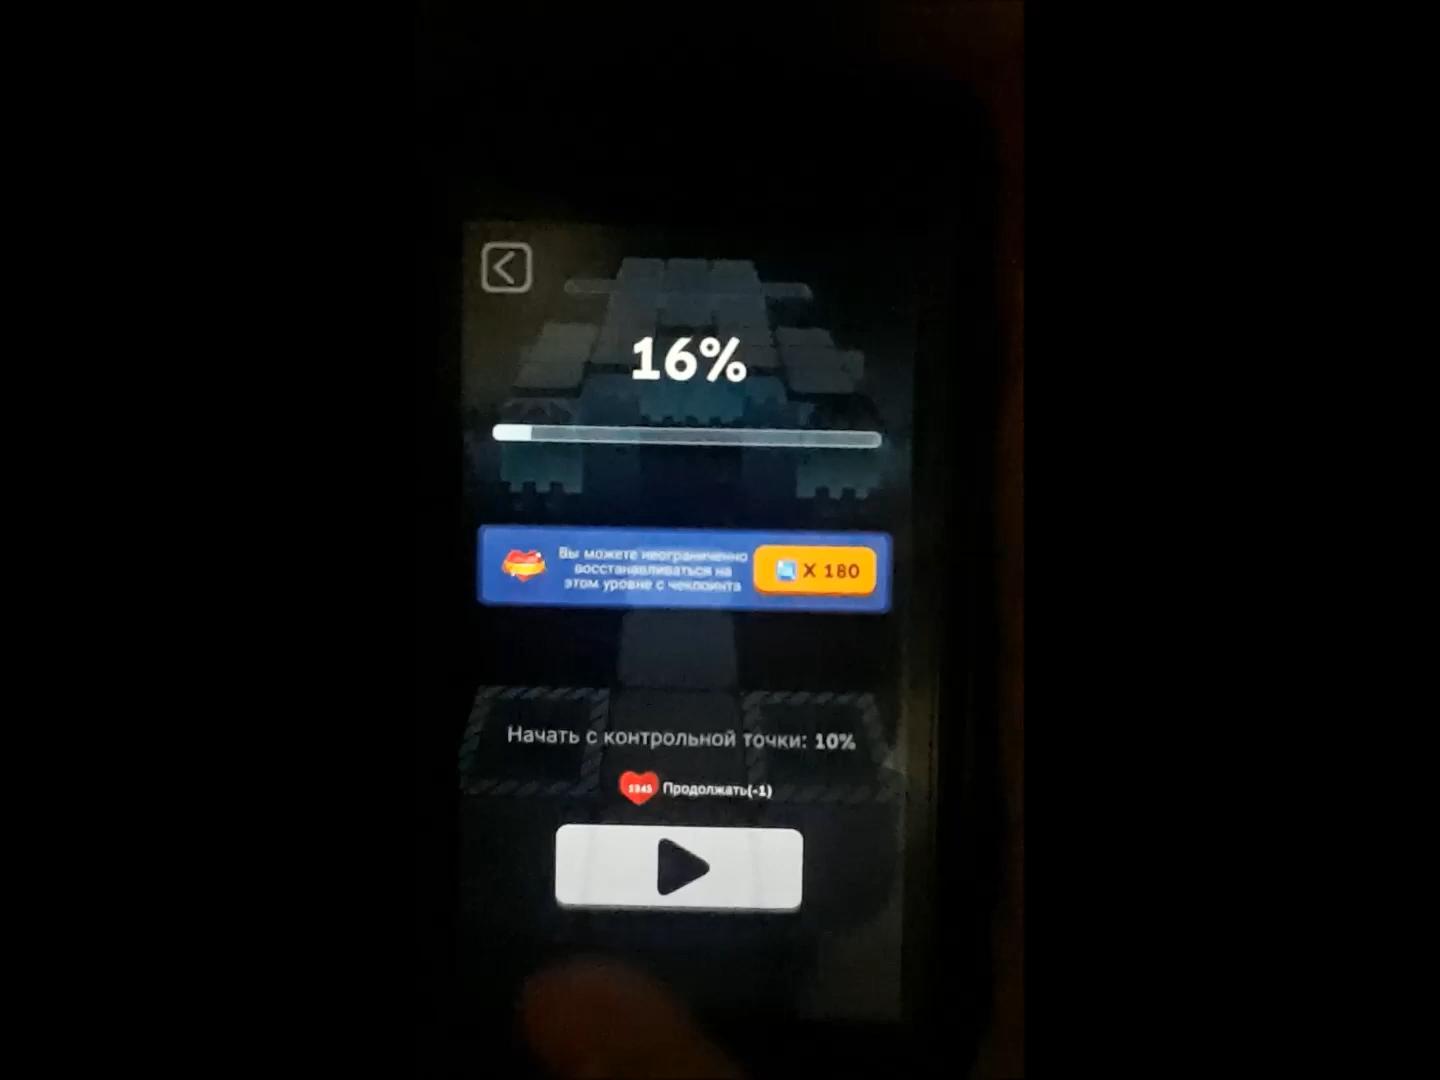 16%
Вы можете неограниченно
восстанавливаться на
этом уровне с чекпоинта
X 180
Начать с контрольной точки: 10%
Продолжать(-1)